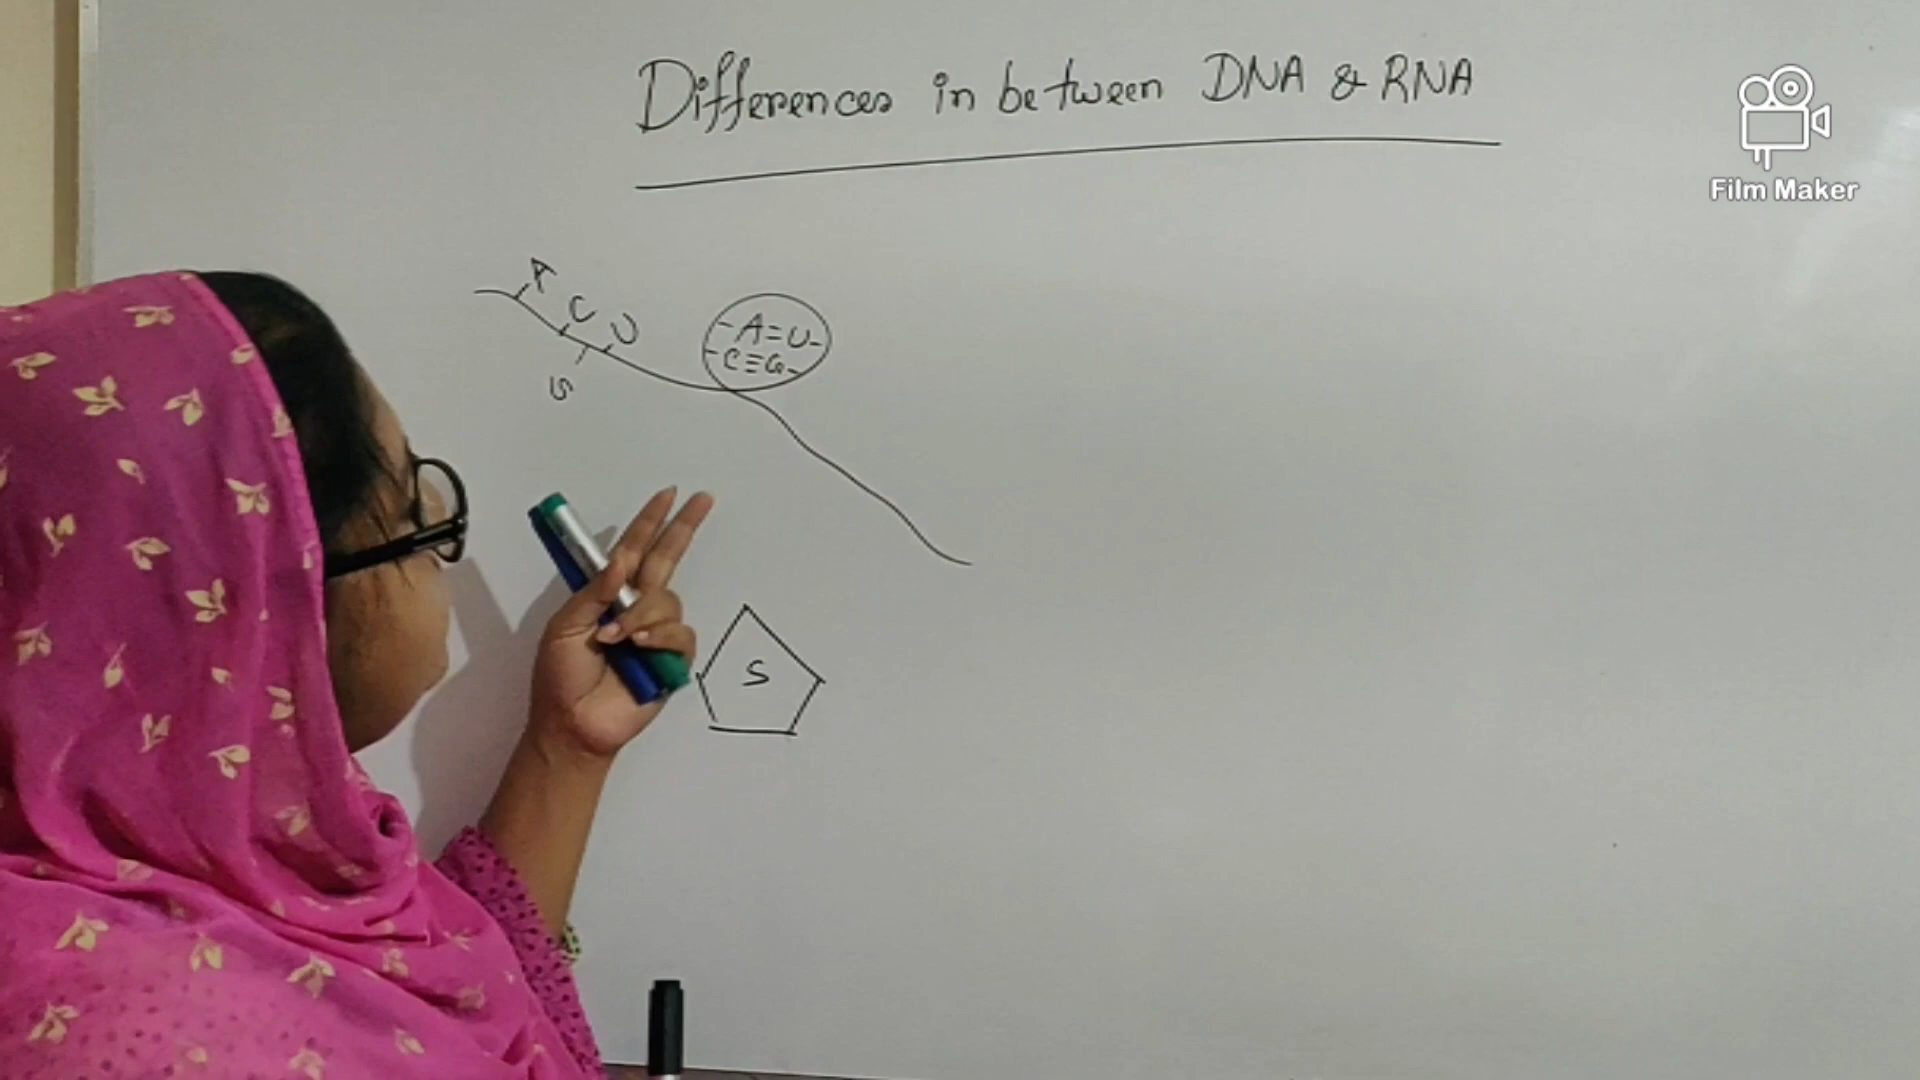 Differences in between DNA & RNA
Film Maker
A C U
S
-A=U-
-C≡G-
S